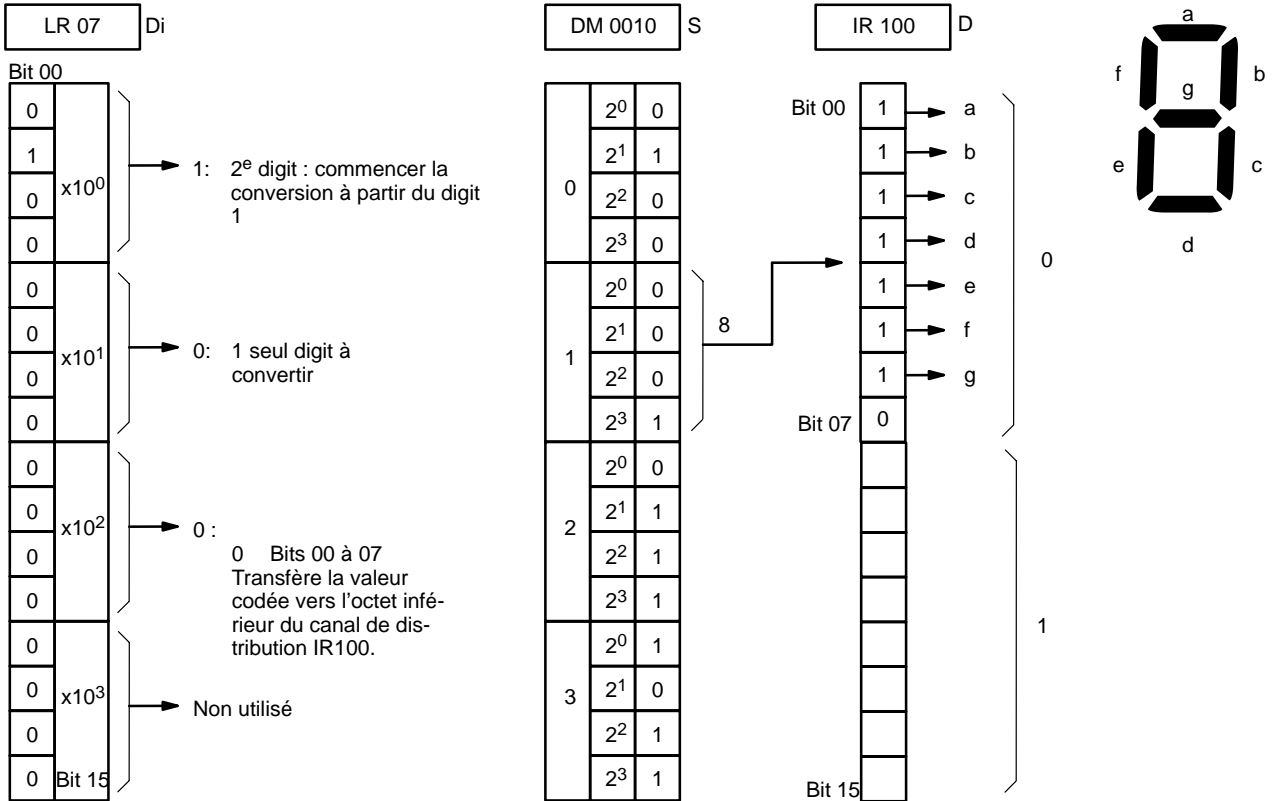 LR 07 Di DM 0010 S IR 100 D
Bit 00
0
1
0
0
x10⁰
1: 2ᵉ digit : commencer la
conversion à partir du digit
1
0
0
0
0
x10¹
0: 1 seul digit à
convertir
0
0
0
0
x10²
0 :
0 Bits 00 à 07
Transfère la valeur
codée vers l'octet infé-
rieur du canal de dis-
tribution IR100.
0
0
0
0
x10³
Bit 15
Non utilisé
0
2⁰ 0
2¹ 1
2² 0
2³ 0
1
2⁰ 0
2¹ 0
2² 0
2³ 1
8
2
2⁰ 0
2¹ 1
2² 1
2³ 1
3
2⁰ 1
2¹ 0
2² 1
2³ 1
Bit 00 1 a
1 b
1 c
1 d
1 e
1 f
1 g
Bit 07 0
0
1
Bit 15
a
f b
g
e c
d